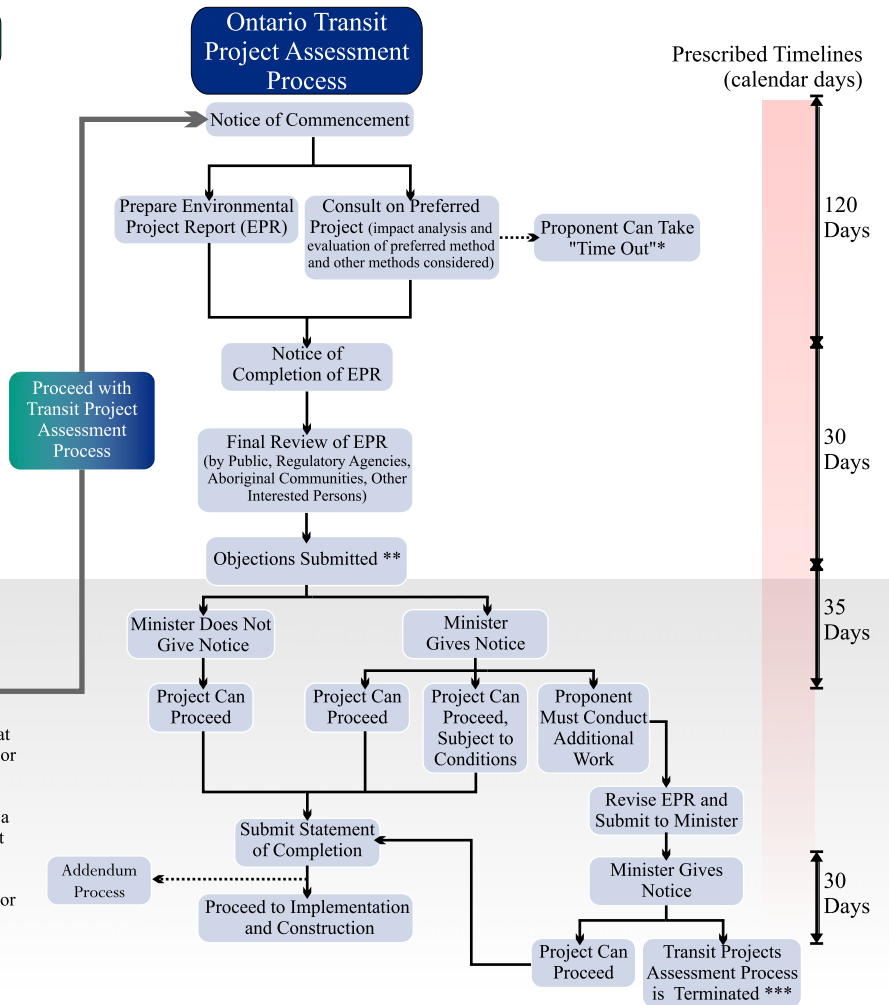 Ontario Transit
Project Assessment
Process
Prescribed Timelines
(calendar days)
Notice of Commencement
Prepare Environmental
Project Report (EPR)
Consult on Preferred
Project (impact analysis and
evaluation of preferred method
and other methods considered)
Proponent Can Take
"Time Out"*
120
Days
Notice of
Completion of EPR
Proceed with
Transit Project
Assessment
Process
Final Review of EPR
(by Public, Regulatory Agencies,
Aboriginal Communities, Other
Interested Persons)
30
Days
Objections Submitted **
35
Days
Minister Does Not
Give Notice
Minister
Gives Notice
Project Can
Proceed
Project Can
Proceed
Project Can
Proceed,
Subject to
Conditions
Proponent
Must Conduct
Additional
Work
at
or
a
t
or
Revise EPR and
Submit to Minister
Submit Statement
of Completion
Addendum
Process
Minister Gives
Notice
30
Days
Proceed to Implementation
and Construction
Project Can
Proceed
Transit Projects
Assessment Process
is Terminated ***